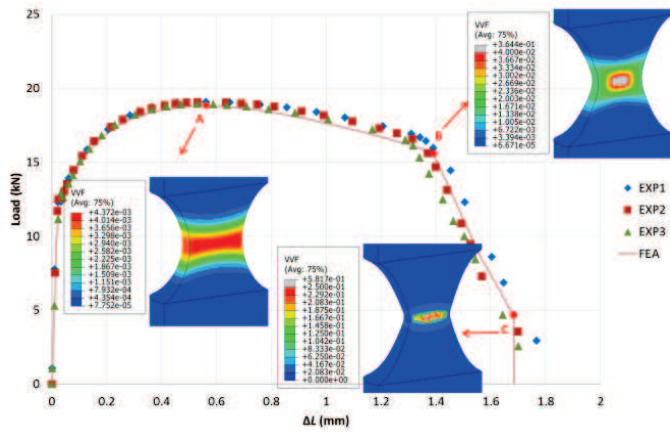 VVF
(Avg: 75%)
+3.644e-01
+4.000e-02
+3.667e-02
+3.334e-02
+3.002e-02
+2.669e-02
+2.336e-02
+2.003e-02
+1.671e-02
+1.338e-02
+1.005e-02
+6.722e-03
+3.394e-03
+6.671e-05
25
20
15
10
5
0
Load (kN)
A
B
C
VVF
(Avg: 75%)
+4.372e-03
+4.014e-03
+3.656e-03
+3.298e-03
+2.940e-03
+2.582e-03
+2.225e-03
+1.867e-03
+1.509e-03
+1.151e-03
+7.932e-04
+4.354e-04
+7.752e-05
VVF
(Avg: 75%)
+5.817e-01
+2.500e-01
+2.292e-01
+2.083e-01
+1.875e-01
+1.667e-01
+1.458e-01
+1.250e-01
+1.042e-01
+8.333e-02
+6.250e-02
+4.167e-02
+2.083e-02
+0.000e+00
EXP1
EXP2
EXP3
FEA
0 0.2 0.4 0.6 0.8 1 1.2 1.4 1.6 1.8 2
ΔL (mm)